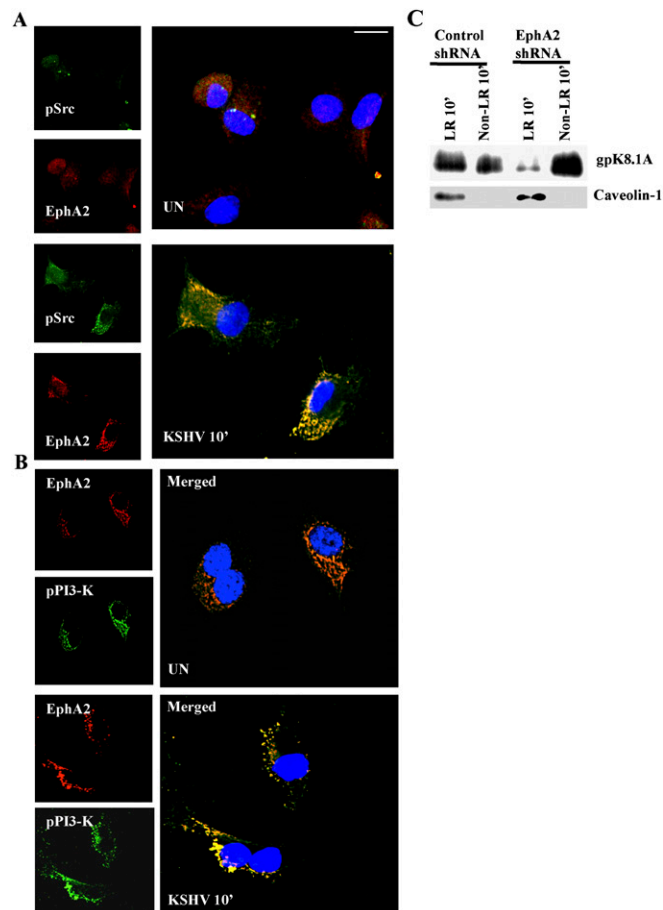 A
pSrc
EphA2
UN
pSrc
EphA2
KSHV 10’
B
EphA2
Merged
pPI3-K
UN
EphA2
Merged
pPI3-K
KSHV 10’
C
Control shRNA
EphA2 shRNA
LR 10’
Non-LR 10’
LR 10’
Non-LR 10’
gpK8.1A
Caveolin-1